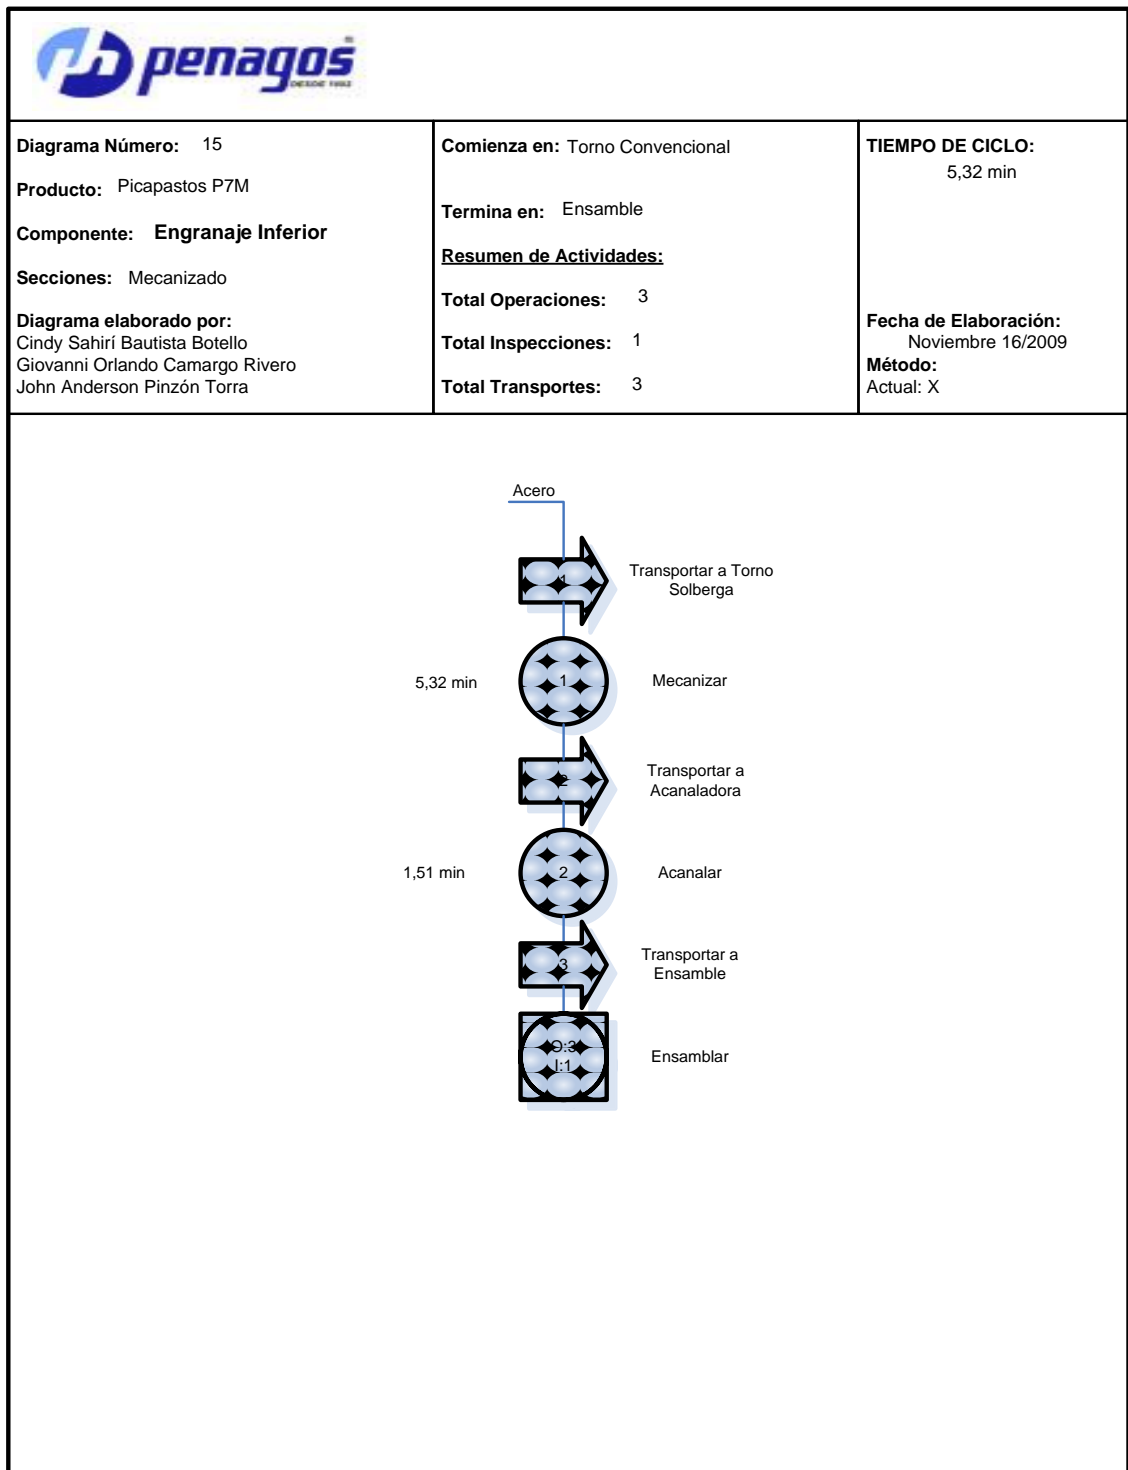 penagos
DESDE 1892
Diagrama Número: 15
Producto: Picapastos P7M
Componente: Engranaje Inferior
Secciones: Mecanizado
Diagrama elaborado por:
Cindy Sahirí Bautista Botello
Giovanni Orlando Camargo Rivero
John Anderson Pinzón Torra
Comienza en: Torno Convencional
Termina en: Ensamble
Resumen de Actividades:
Total Operaciones: 3
Total Inspecciones: 1
Total Transportes: 3
TIEMPO DE CICLO:
5,32 min
Fecha de Elaboración:
Noviembre 16/2009
Método:
Actual: X
Acero
1
Transportar a Torno
Solberga
5,32 min
1
Mecanizar
2
Transportar a
Acanaladora
1,51 min
2
Acanalar
3
Transportar a
Ensamble
O:3
I:1
Ensamblar